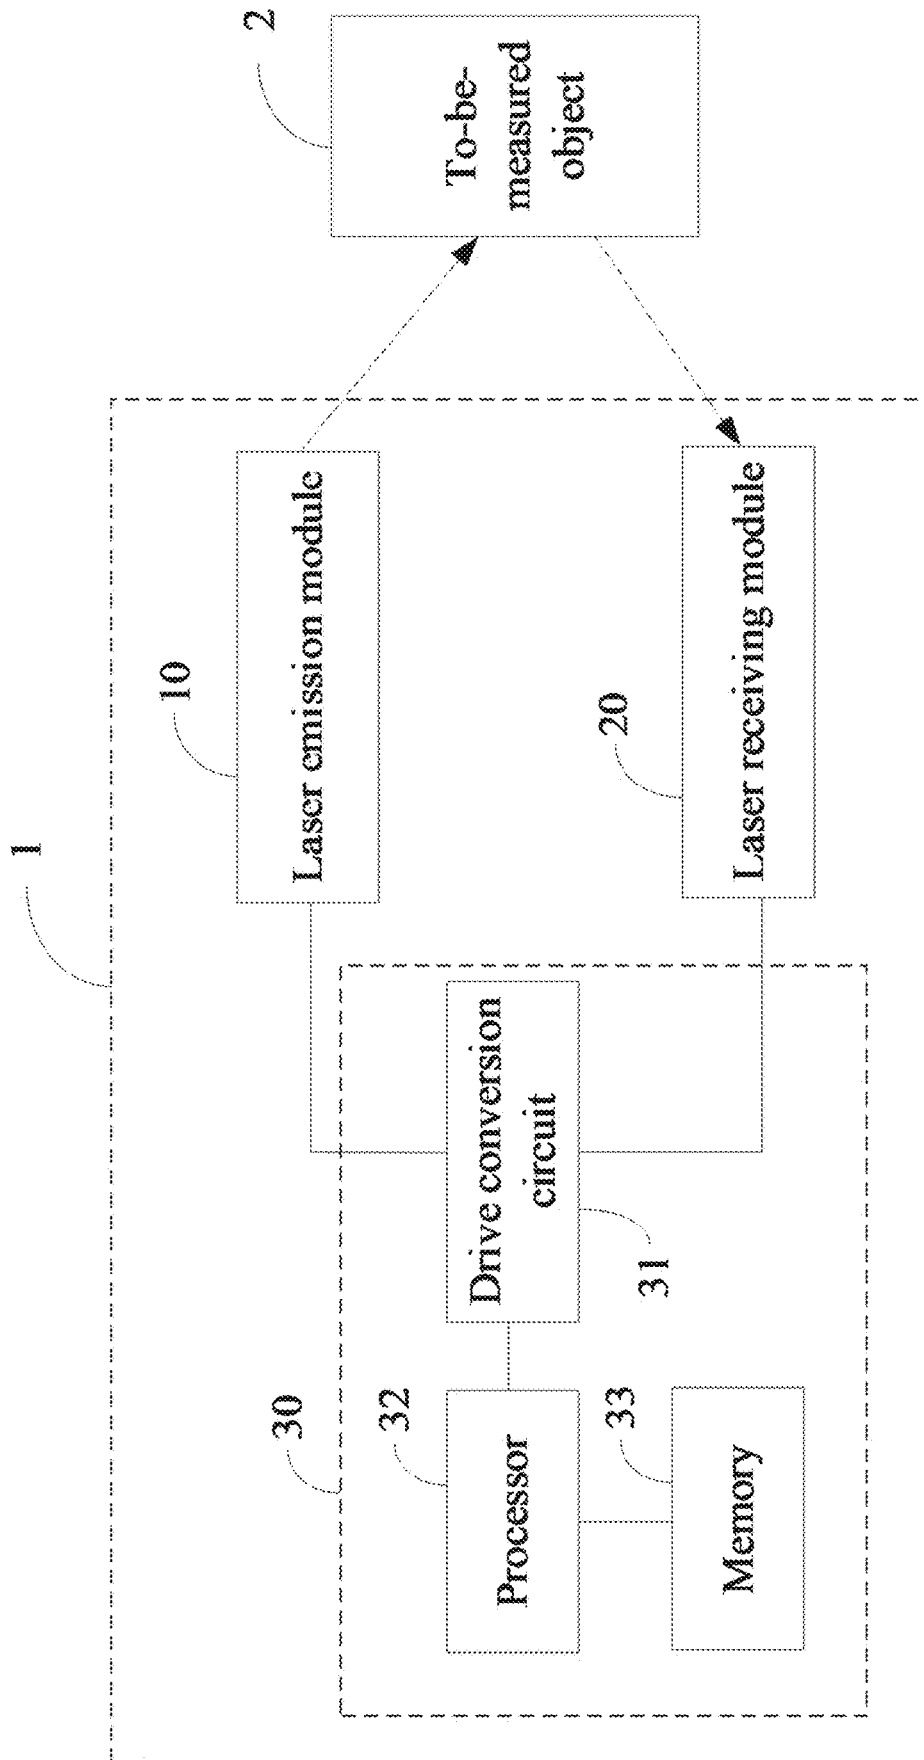 1
30
32
Processor
33
Memory
Drive conversion
circuit
31
10
Laser emission module
20
Laser receiving module
2
To-be-
measured
object